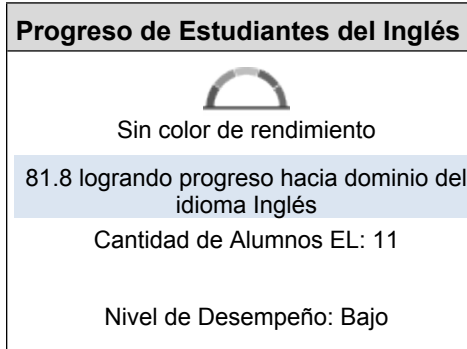 Progreso de Estudiantes del Inglés
Sin color de rendimiento
81.8 logrando progreso hacia dominio del
idioma Inglés
Cantidad de Alumnos EL: 11
Nivel de Desempeño: Bajo